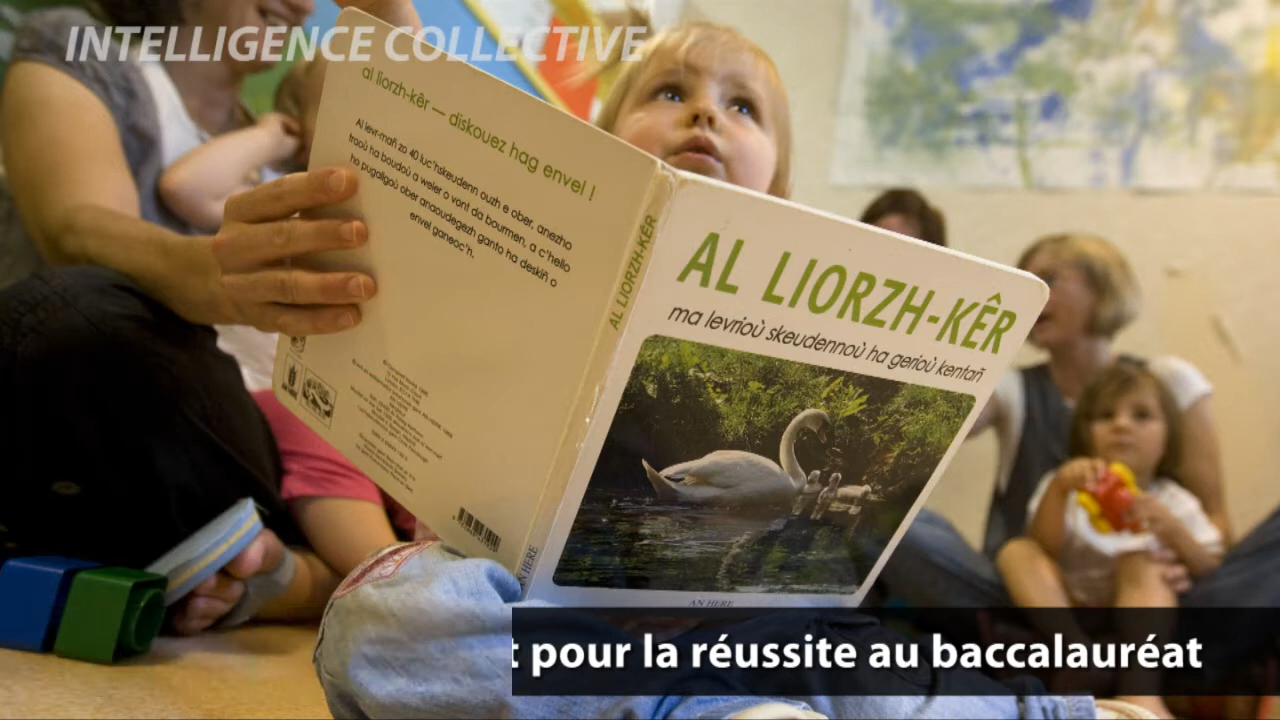 INTELLIGENCE COLLECTIVE
al liorzh-kêr — diskouez hag envel !
Al levr-mañ zo 40 luc'hskeudenn ouzh e ober, anezho
traoù ha boudoù a weler o vont da bourmen, a c'hello
ho pugaligoù ober anaoudegezh ganto ha deskiñ o
envel ganeoc'h.
AL LIORZH-KÊR
AL LIORZH-KÊR
ma levrioù skeudennoù ha gerioù kentañ
AN HERE
AN HERE
pour la réussite au baccalauréat